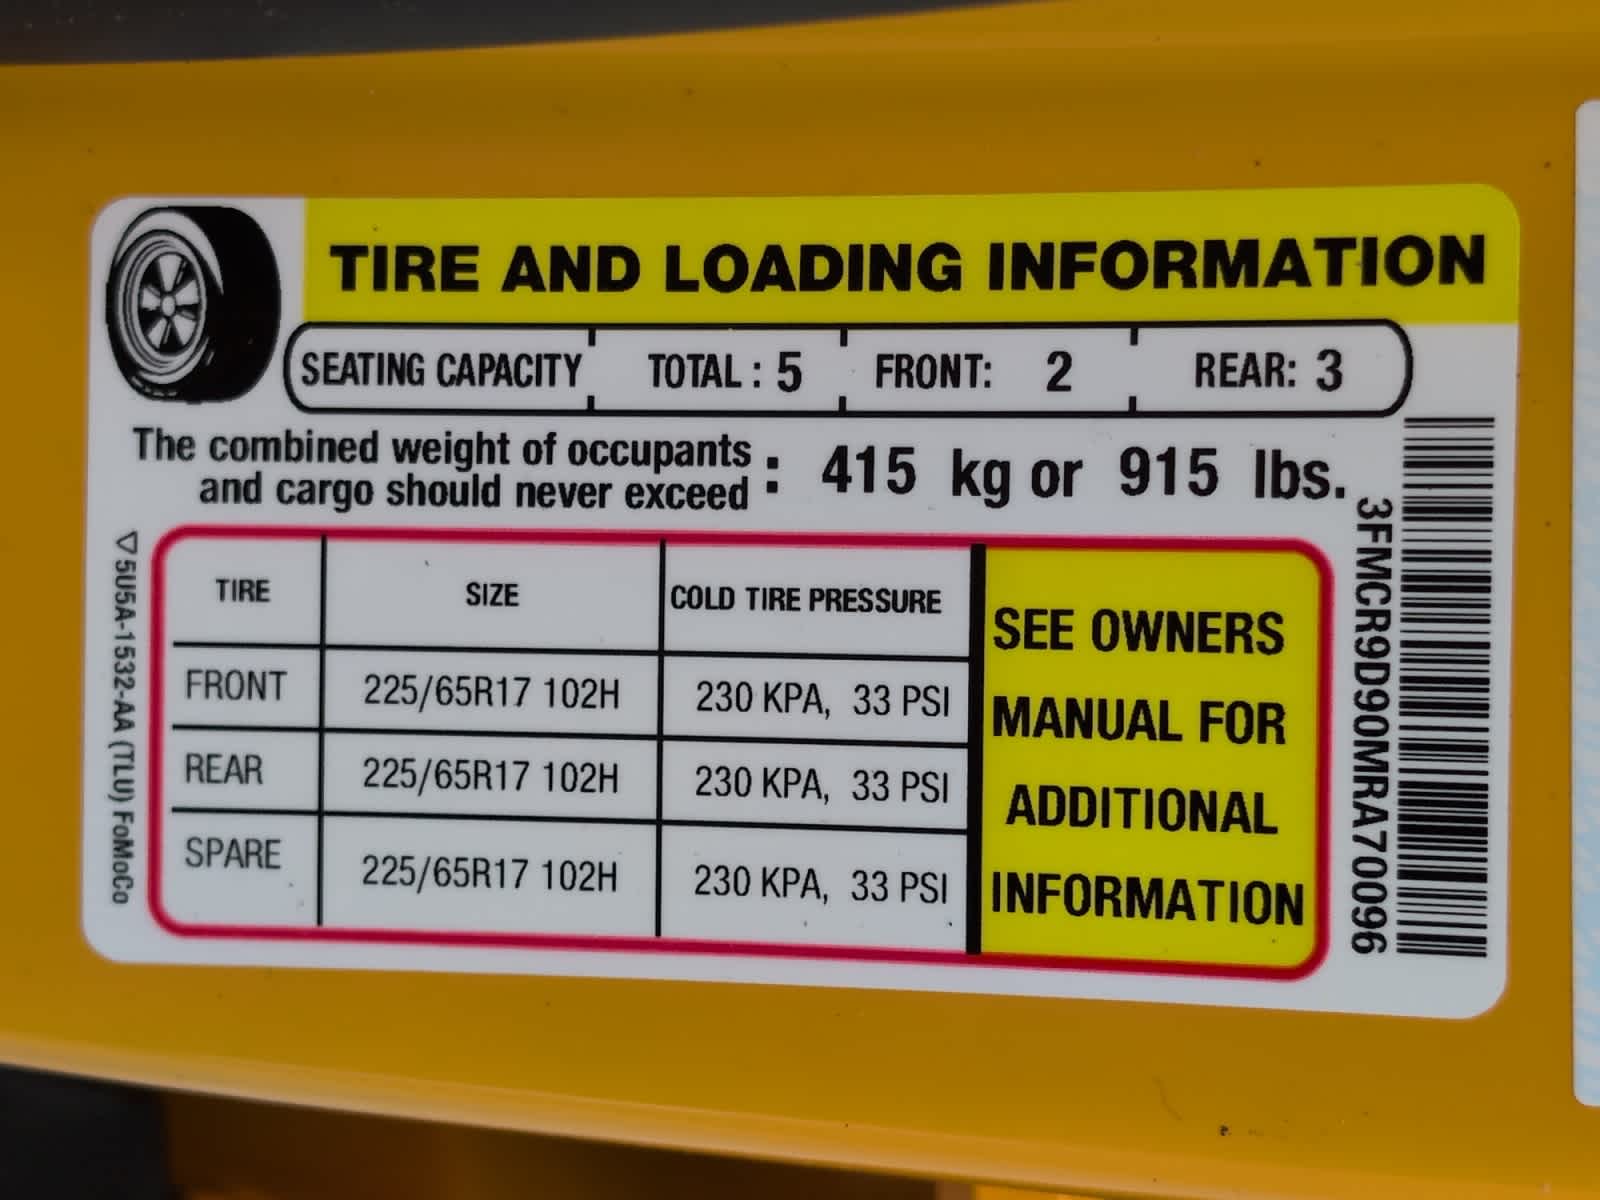 TIRE AND LOADING INFORMATION
SEATING CAPACITY TOTAL : 5 FRONT: 2 REAR: 3
The combined weight of occupants
and cargo should never exceed : 415 kg or 915 lbs.
TIRE SIZE COLD TIRE PRESSURE
FRONT 225/65R17 102H 230 KPA, 33 PSI
REAR 225/65R17 102H 230 KPA, 33 PSI
SPARE 225/65R17 102H 230 KPA, 33 PSI
SEE OWNERS
MANUAL FOR
ADDITIONAL
INFORMATION
5U5A-1532-AA (TLU) FoMoCo
3FMCR9D90MRA70096